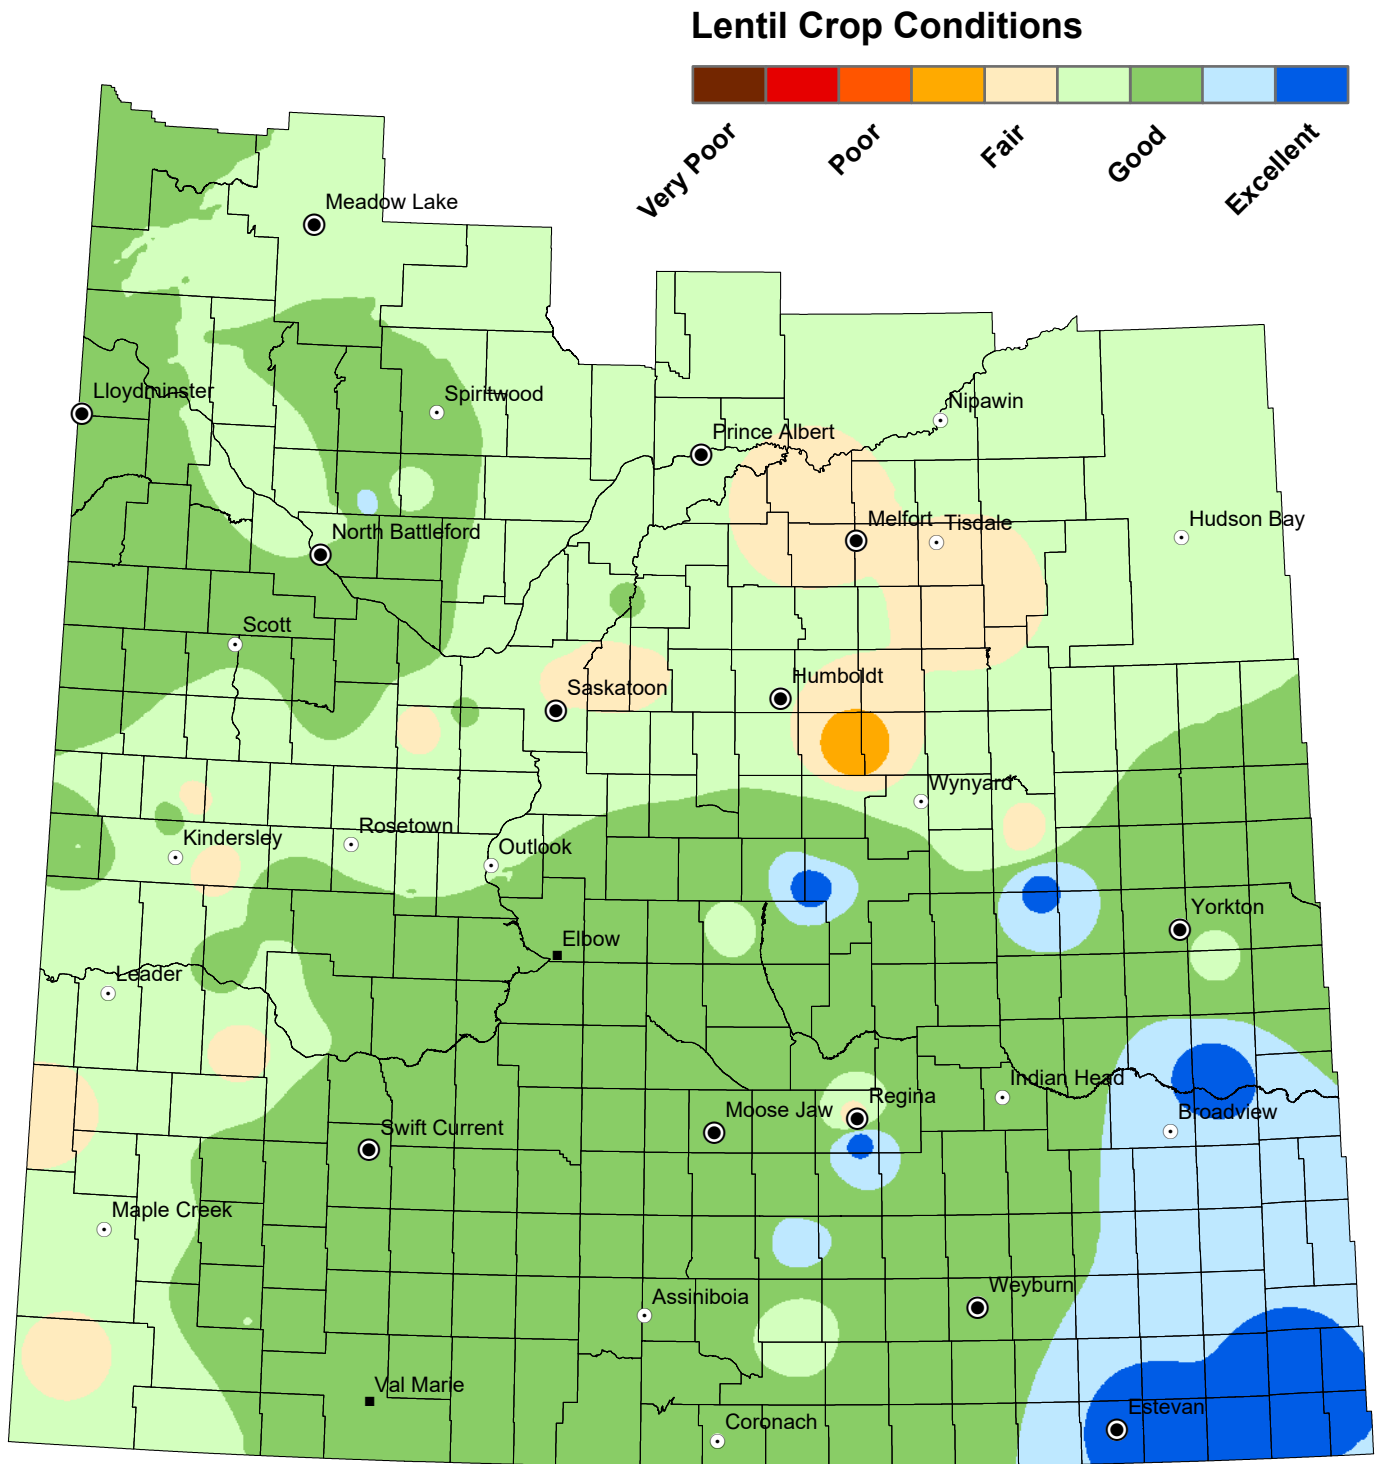 Lentil Crop Conditions
Very Poor
Poor
Fair
Good
Excellent
Meadow Lake
Lloydminster
Spiritwood
Nipawin
Prince Albert
Melfort
Tisdale
Hudson Bay
North Battleford
Scott
Saskatoon
Humboldt
Wynyard
Kindersley
Rosetown
Outlook
Yorkton
Elbow
Leader
Indian Head
Regina
Moose Jaw
Broadview
Swift Current
Maple Creek
Weyburn
Assiniboia
Val Marie
Estevan
Coronach